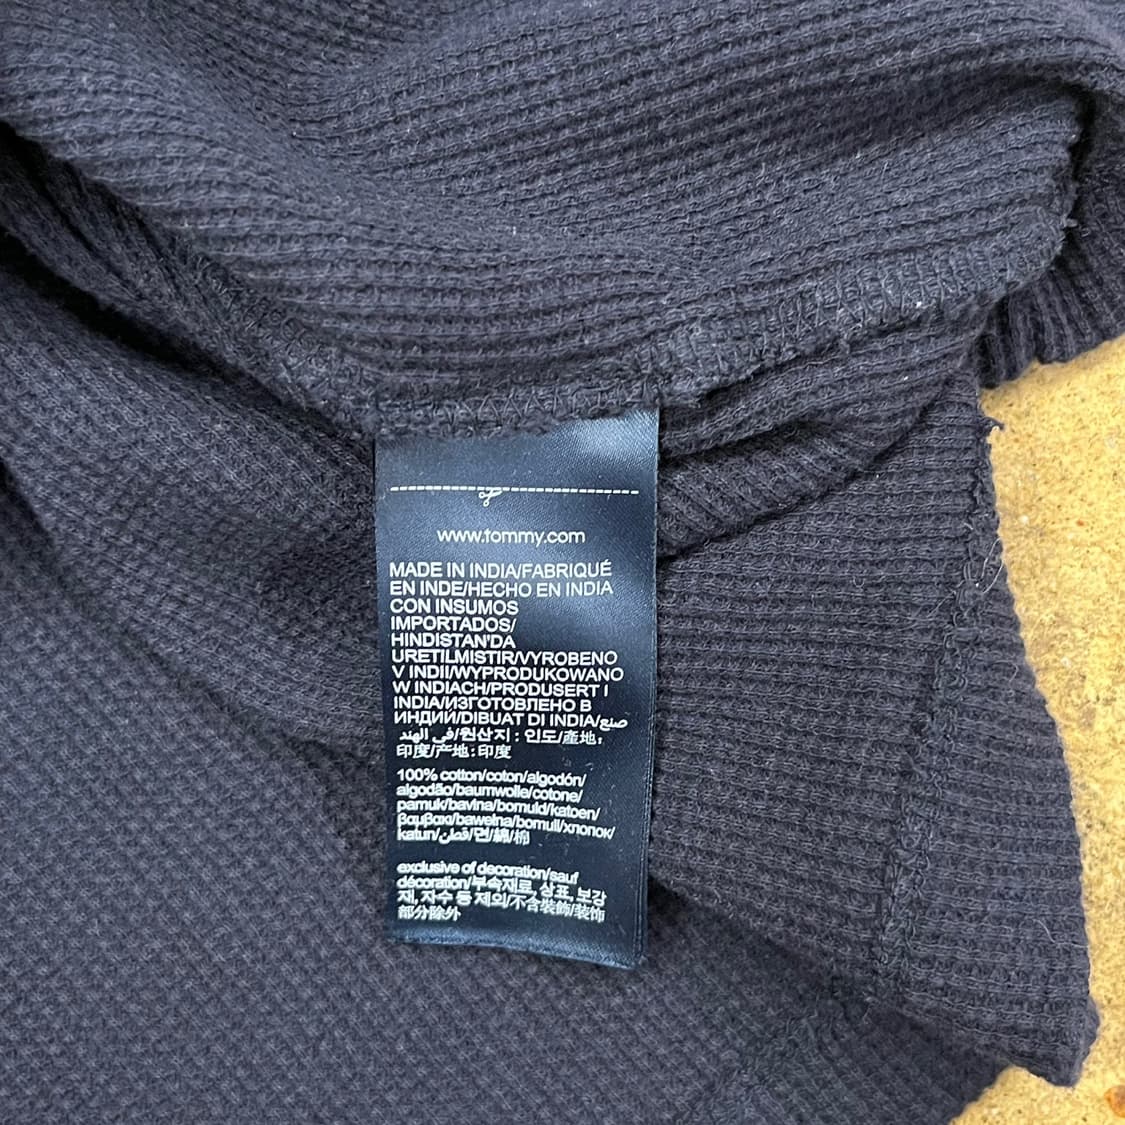 www.tommy.com
MADE IN INDIA/FABRIQUÉ
EN INDE/HECHO EN INDIA
CON INSUMOS
IMPORTADOS/
HINDISTAN'DA
URETILMISTIR/VYROBENO
V INDII/WYPRODUKOWANO
W INDIACH/PRODUSERT I
INDIA/ИЗГОТОВЛЕНО В
ИНДИИ/DIBUAT DI INDIA/صنع
في الهند/원산지 : 인도/產地:
印度/产地:印度
100% cotton/coton/algodón/
algodão/baumwolle/cotone/
pamuk/bavlna/bomuld/katoen/
βαμβακι/bawełna/bomull/хлопок/
katun/قطن/면/綿/棉
exclusive of decoration/sauf
décoration/부속재료, 상표, 보강
재, 자수 등 제외/不含裝飾/装饰
部分除外